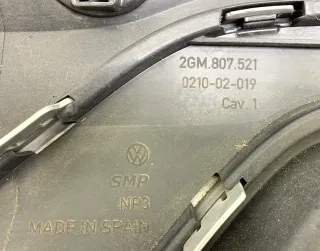 2GM.807.521
0210-02-019
Cav. 1
SMP
NP3
MADE IN SPAIN